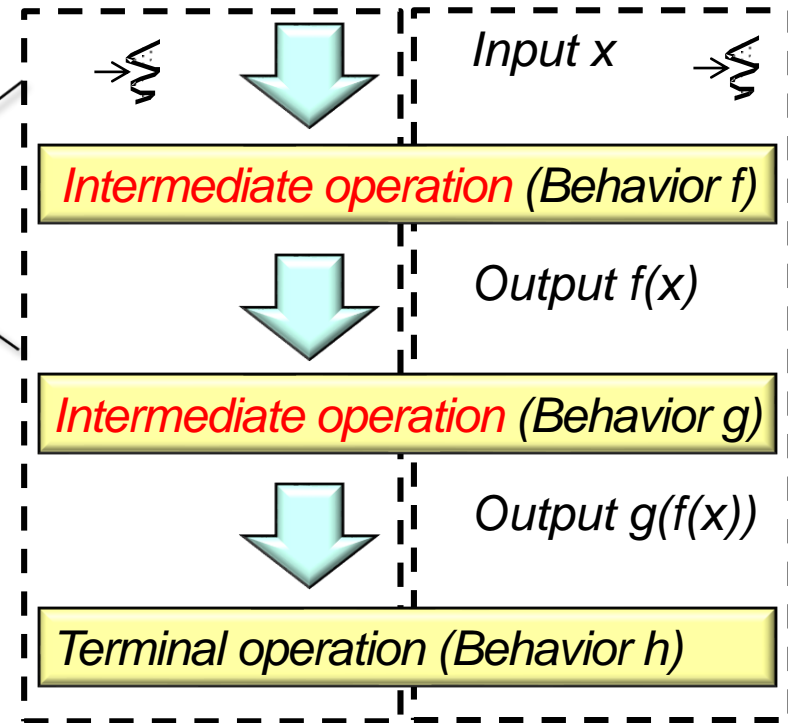 Input x
Intermediate operation (Behavior f)
Output f(x)
Intermediate operation (Behavior g)
Output g(f(x))
Terminal operation (Behavior h)